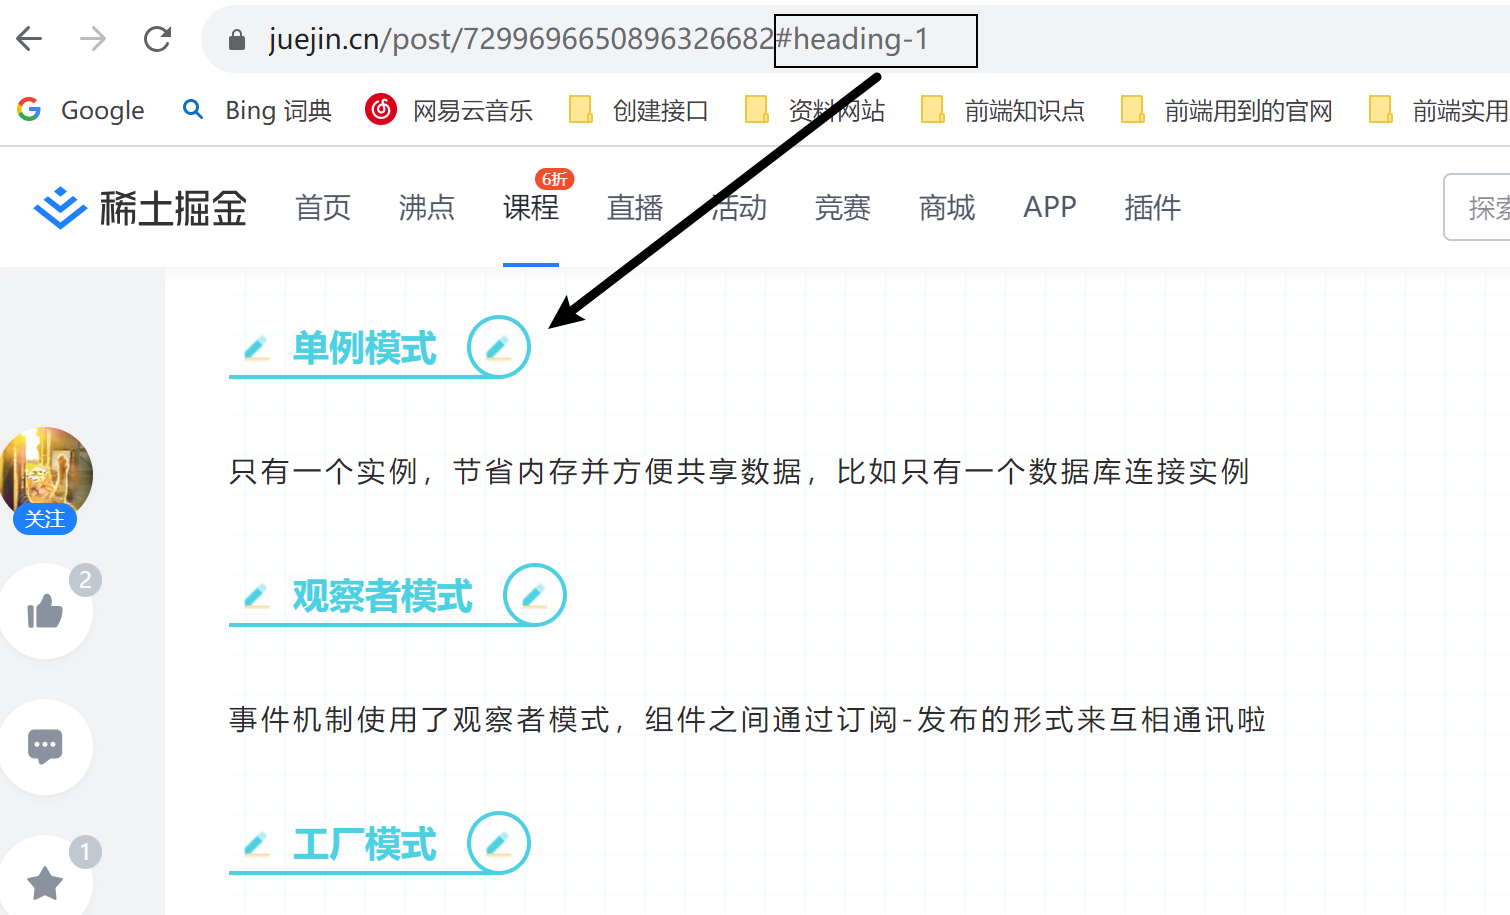 juejin.cn/post/7299696650896326682#heading-1
Google Bing 词典 网易云音乐 创建接口 资料网站 前端知识点 前端用到的官网 前端实用
稀土掘金 首页 沸点 课程 6折 直播 活动 竞赛 商城 APP 插件 探索
单例模式
只有一个实例，节省内存并方便共享数据，比如只有一个数据库连接实例
关注
2
观察者模式
事件机制使用了观察者模式，组件之间通过订阅-发布的形式来互相通讯啦
工厂模式
1